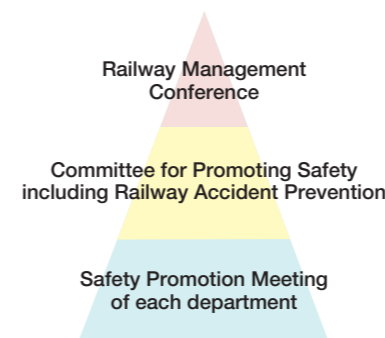 Railway Management
Conference
Committee for Promoting Safety
including Railway Accident Prevention
Safety Promotion Meeting
of each department